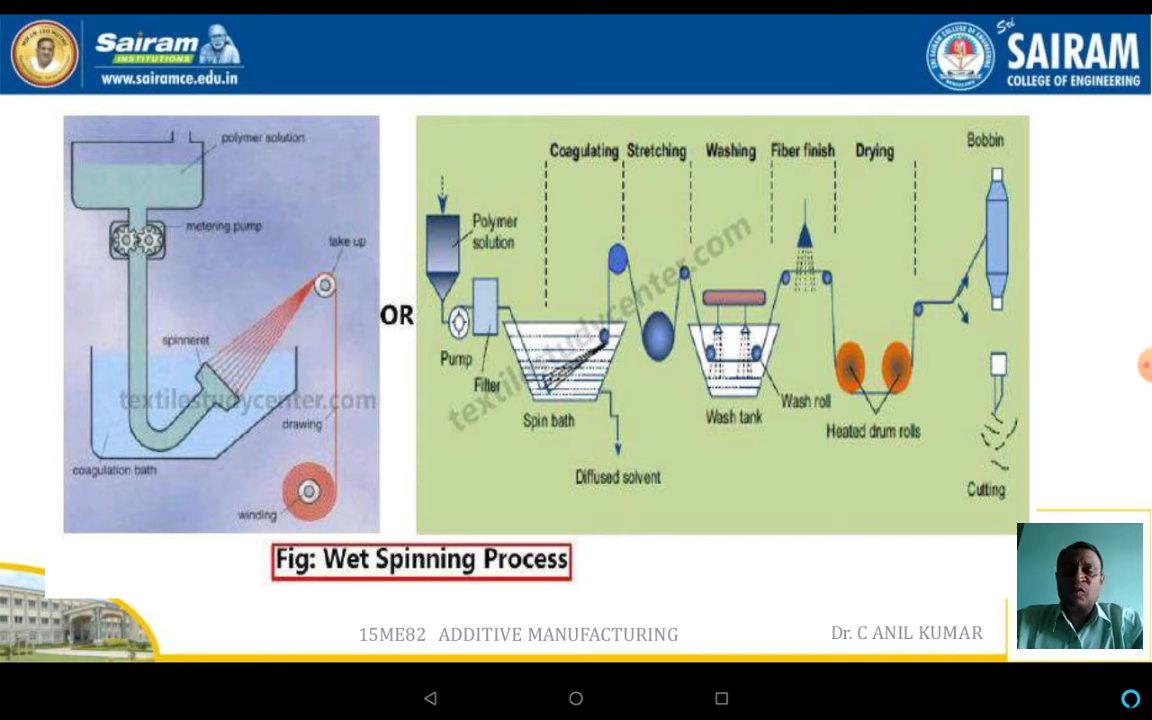 Sairam
INSTITUTIONS
www.sairamce.edu.in
Sri
SAIRAM
COLLEGE OF ENGINEERING
polymer solution
metering pump
take up
spinneret
textilestudycenter.com
drawing
coagulation bath
winding
OR
Coagulating Stretching Washing Fiber finish Drying
Bobbin
Polymer
solution
textilestudycenter.com
Pump
Filter
Spin bath
Wash tank
Wash roll
Heated drum rolls
Diffused solvent
Cutting
Fig: Wet Spinning Process
15ME82 ADDITIVE MANUFACTURING
Dr. C ANIL KUMAR